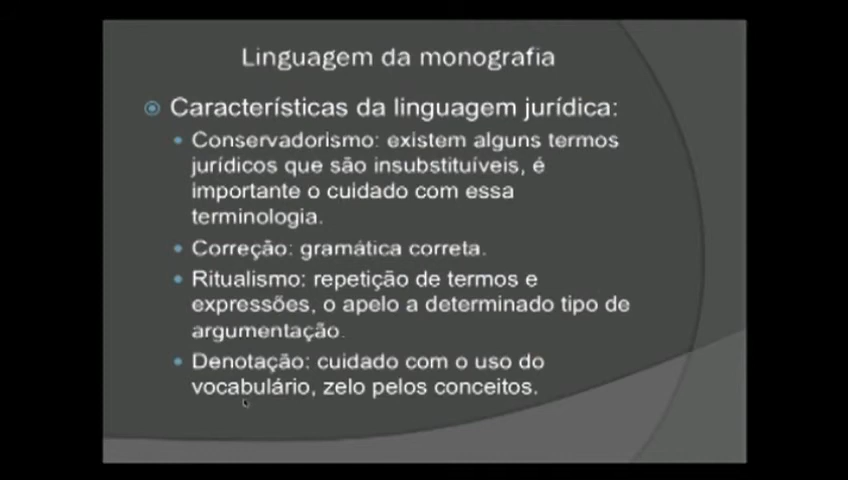 Linguagem da monografia
Características da linguagem jurídica:
Conservadorismo: existem alguns termos
jurídicos que são insubstituíveis, é
importante o cuidado com essa
terminologia.
Correção: gramática correta.
Ritualismo: repetição de termos e
expressões, o apelo a determinado tipo de
argumentação.
Denotação: cuidado com o uso do
vocabulário, zelo pelos conceitos.